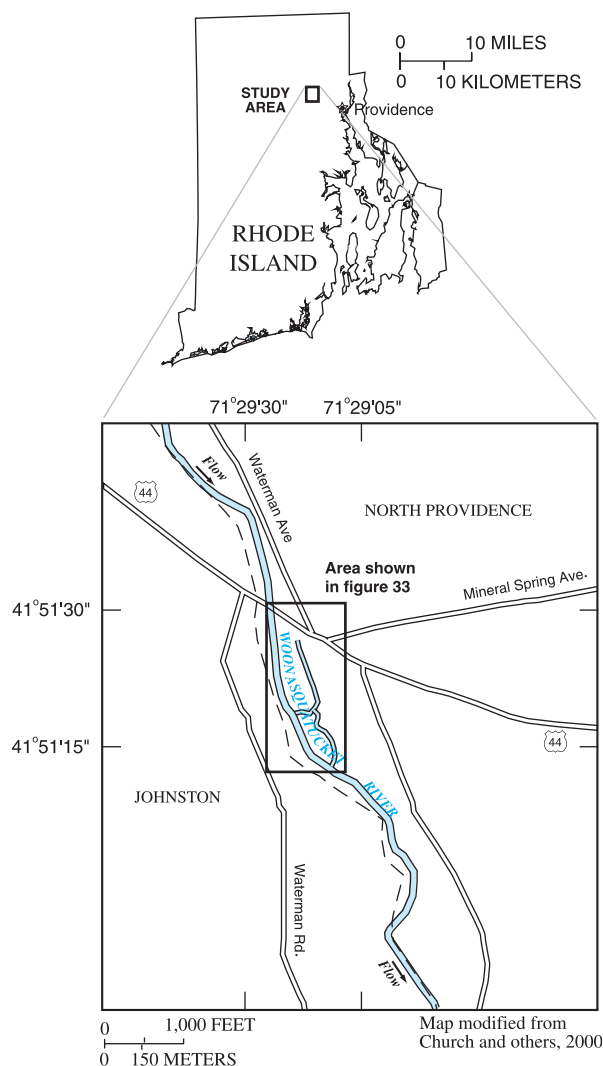 0 10 MILES
0 10 KILOMETERS
STUDY
AREA
Providence
RHODE
ISLAND
71°29'30" 71°29'05"
Flow
44
Waterman Ave
NORTH PROVIDENCE
Area shown
in figure 33
Mineral Spring Ave.
41°51'30"
WOONASQUATUCKET
RIVER
41°51'15"
44
JOHNSTON
Waterman Rd.
Flow
0 1,000 FEET
0 150 METERS
Map modified from
Church and others, 2000